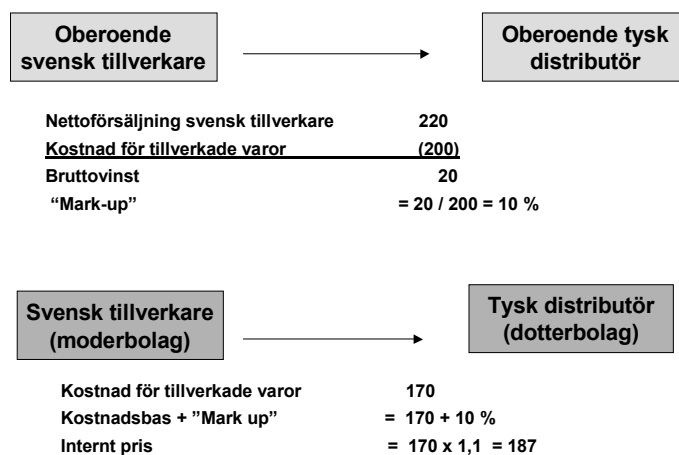 Oberoende
svensk tillverkare
Oberoende tysk
distributör
Nettoförsäljning svensk tillverkare 220
Kostnad för tillverkade varor (200)
Bruttovinst 20
“Mark-up” = 20 / 200 = 10 %
Svensk tillverkare
(moderbolag)
Tysk distributör
(dotterbolag)
Kostnad för tillverkade varor 170
Kostnadsbas + ”Mark up” = 170 + 10 %
Internt pris = 170 x 1,1 = 187